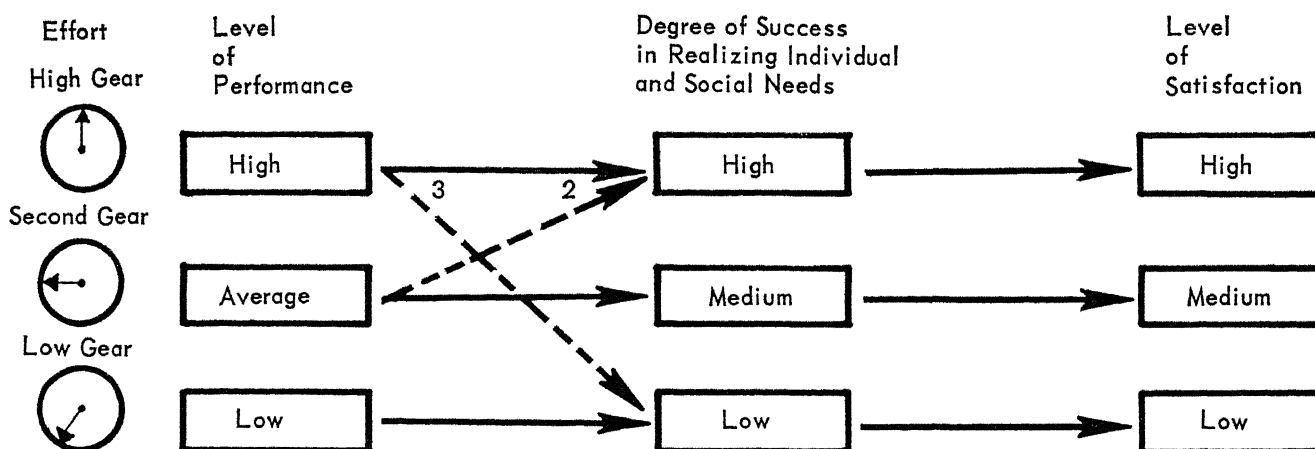 Effort
High Gear
Second Gear
Low Gear
Level
of
Performance
High
Average
Low
3
2
Degree of Success
in Realizing Individual
and Social Needs
High
Medium
Low
Level
of
Satisfaction
High
Medium
Low